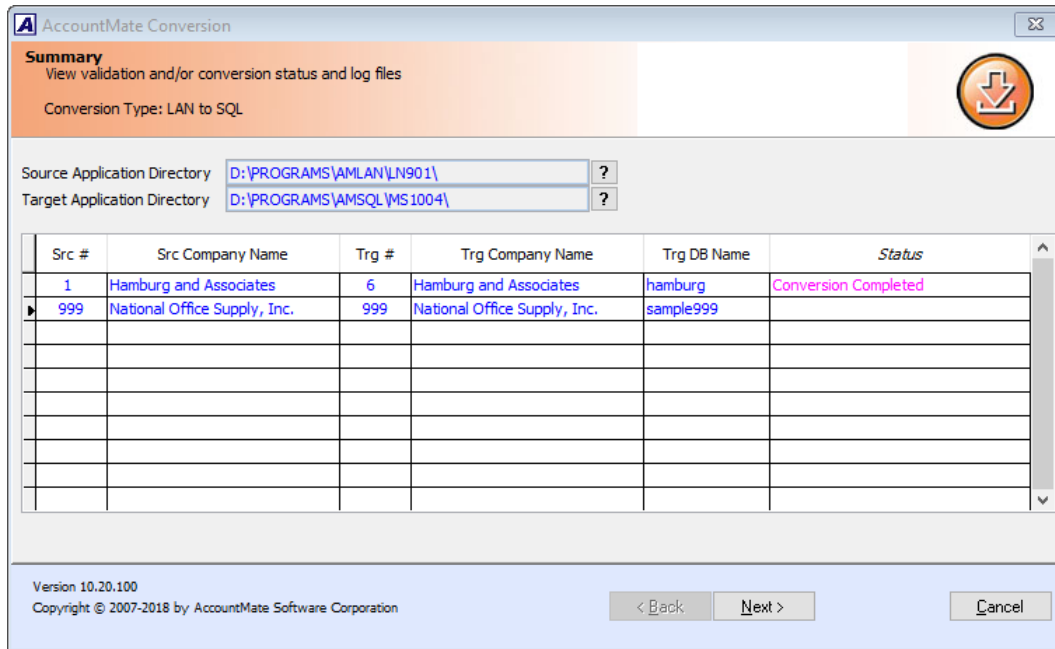 AccountMate Conversion
Summary
View validation and/or conversion status and log files
Conversion Type: LAN to SQL
Source Application Directory D:\PROGRAMS\AMLAN\LN901\ ?
Target Application Directory D:\PROGRAMS\AMSQL\MS1004\ ?
Src # Src Company Name Trg # Trg Company Name Trg DB Name Status
1 Hamburg and Associates 6 Hamburg and Associates hamburg Conversion Completed
999 National Office Supply, Inc. 999 National Office Supply, Inc. sample999
Version 10.20.100
Copyright © 2007-2018 by AccountMate Software Corporation
< Back Next > Cancel